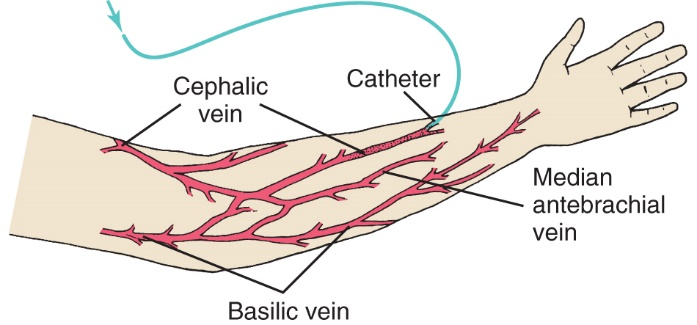 Cephalic
vein
Catheter
Median
antebrachial
vein
Basilic vein